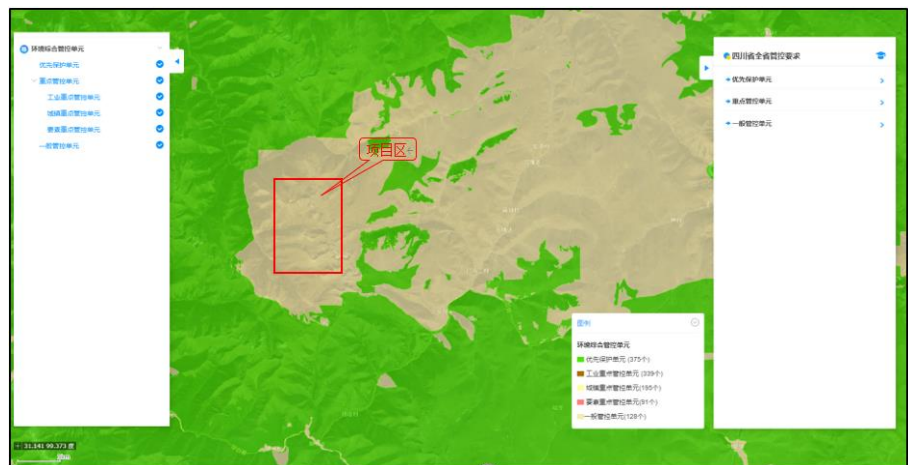 环境综合管控单元
优先保护单元
重点管控单元
工业重点管控单元
城镇重点管控单元
要素重点管控单元
一般管控单元
项目区
四川省全省管控要求
优先保护单元
重点管控单元
一般管控单元
图例
环境综合管控单元
优先保护单元 (375个)
工业重点管控单元 (339个)
城镇重点管控单元(195个)
要素重点管控单元(91个)
一般管控单元(128个)
31.141 99.373 度